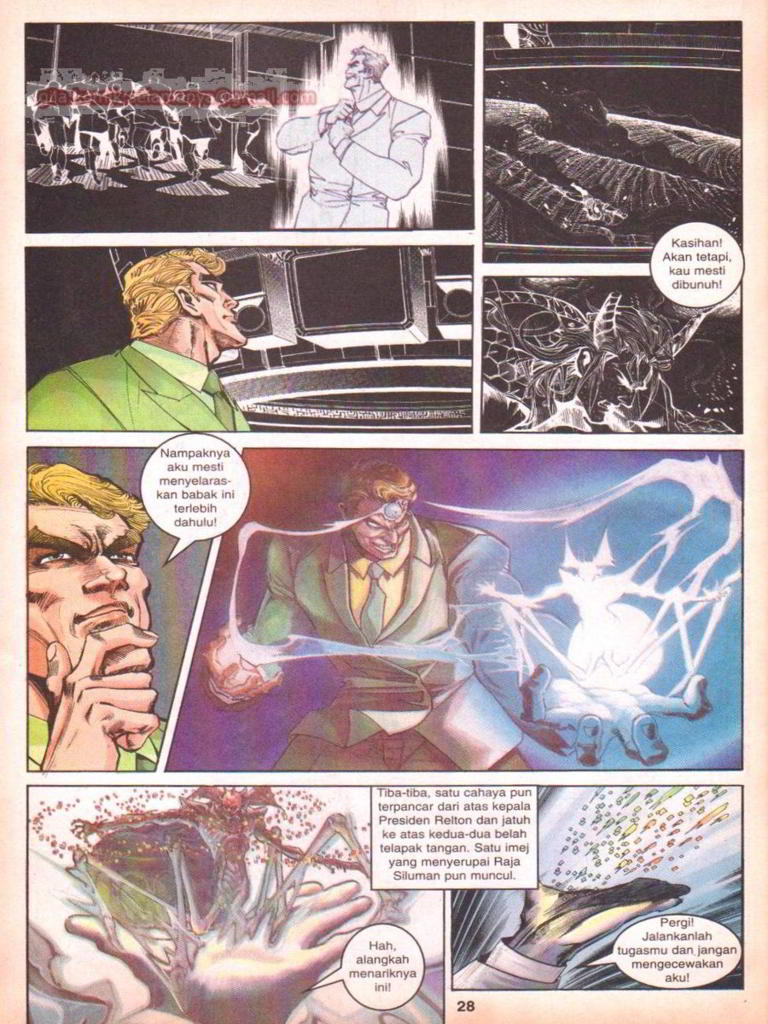 Kasihan!
Akan tetapi,
kau mesti
dibunuh!
Nampaknya
aku mesti
menyelaras-
kan babak ini
terlebih
dahulu!
Tiba-tiba, satu cahaya pun
terpancar dari atas kepala
Presiden Relton dan jatuh
ke atas kedua-dua belah
telapak tangan. Satu imej
yang menyerupai Raja
Siluman pun muncul.
Hah,
alangkah
menariknya
ini!
Pergi!
Jalankanlah
tugasmu dan jangan
mengecewakan
aku!
28